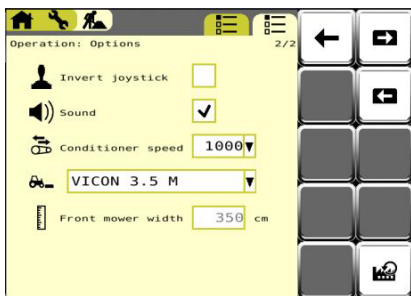 Operation: Options 2/2
Invert joystick
Sound
Conditioner speed 1000
VICON 3.5 M
Front mower width 350 cm